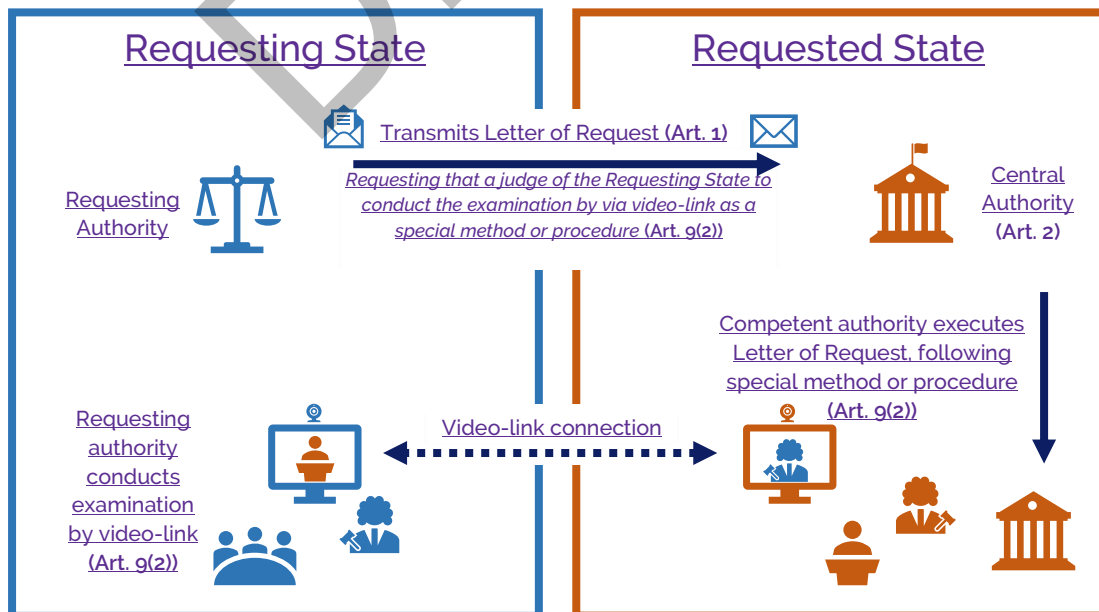 Requesting State
Requested State
Transmits Letter of Request (Art. 1)
Requesting that a judge of the Requesting State to
conduct the examination by via video-link as a
special method or procedure (Art. 9(2))
Requesting
Authority
Central
Authority
(Art. 2)
Competent authority executes
Letter of Request, following
special method or procedure
(Art. 9(2))
Video-link connection
Requesting
authority
conducts
examination
by video-link
(Art. 9(2))